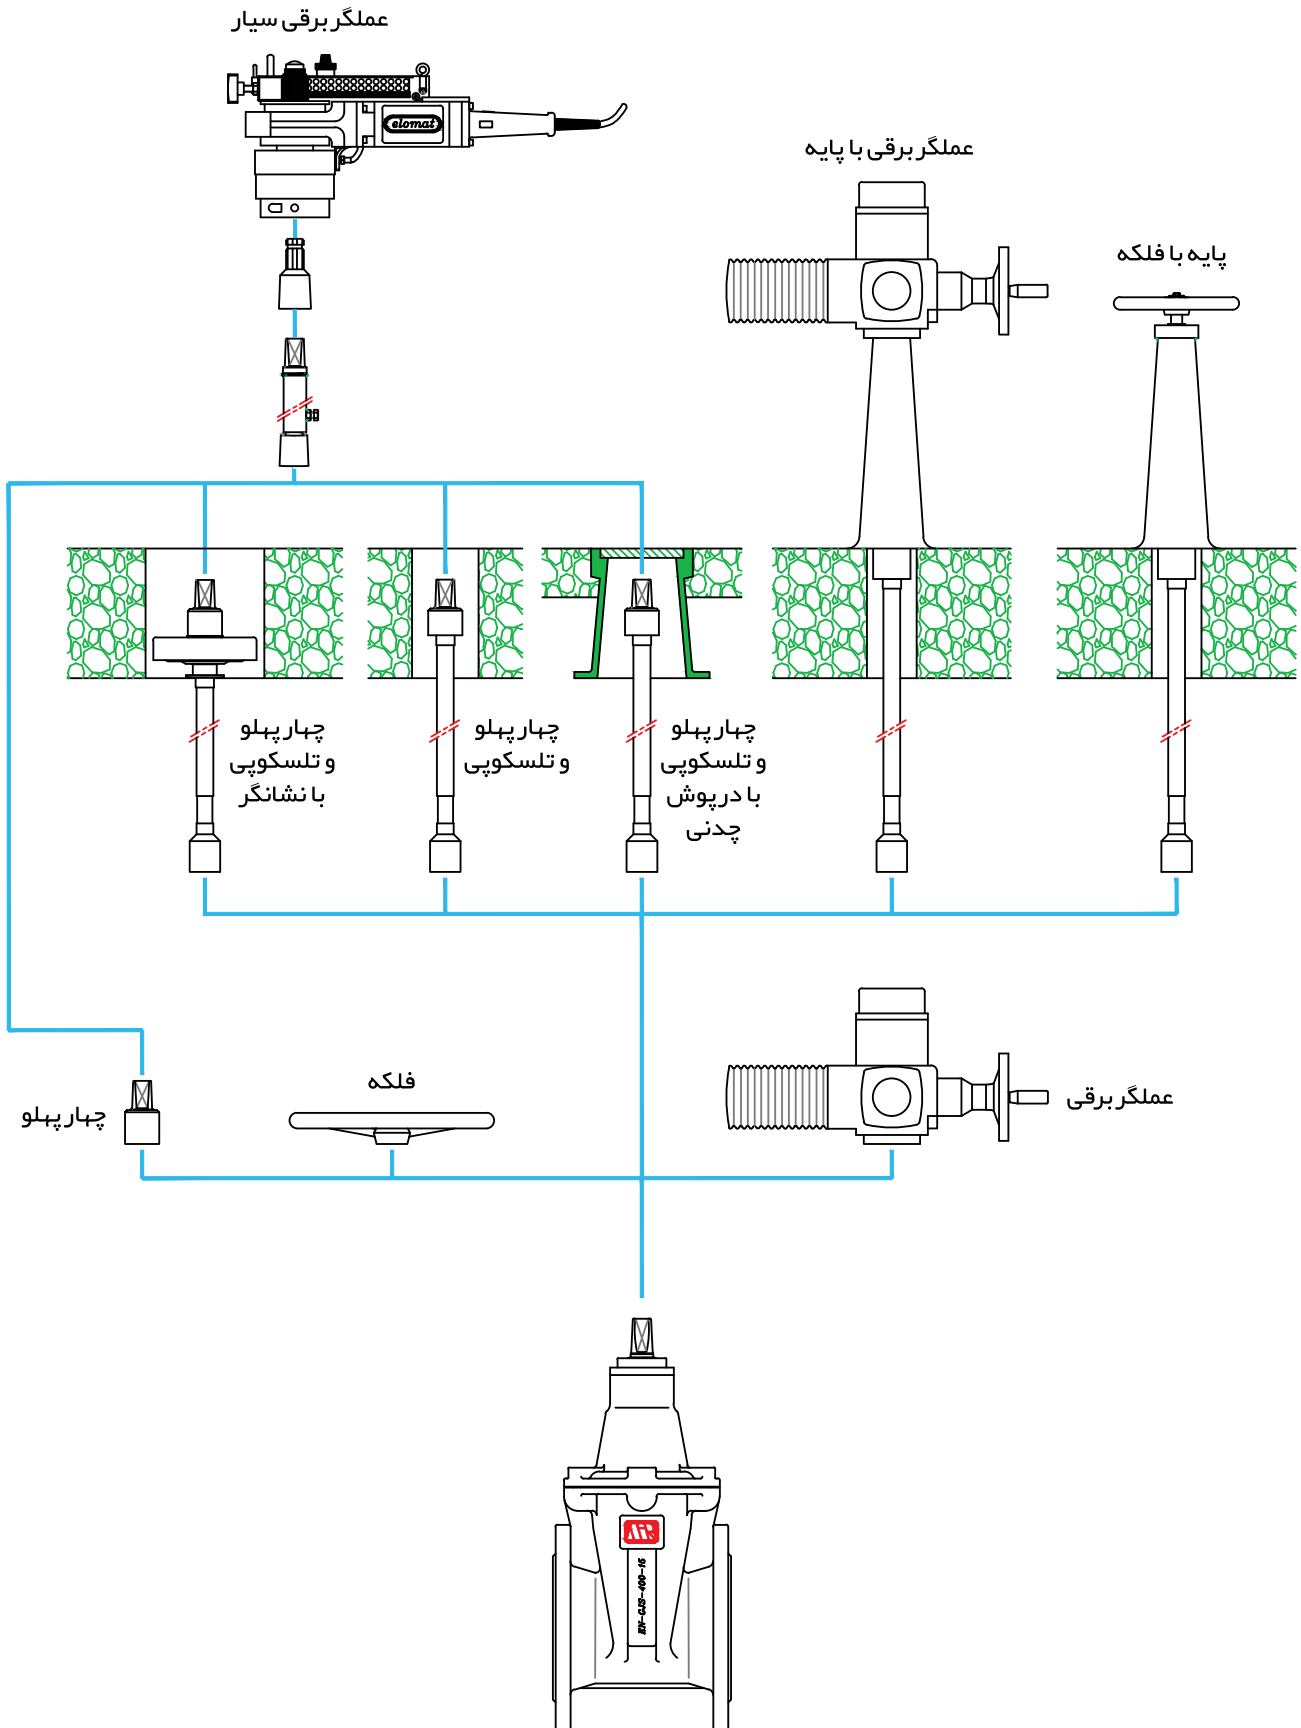 عملگر برقی سیار
elomat
عملگر برقی با پایه
پایه با فلکه
چهار پهلو
و تلسکوپی
با نشانگر
چهار پهلو
و تلسکوپی
چهار پهلو
و تلسکوپی
با درپوش
چدنی
فلکه
چهار پهلو
عملگر برقی
EN-GJS-400-15